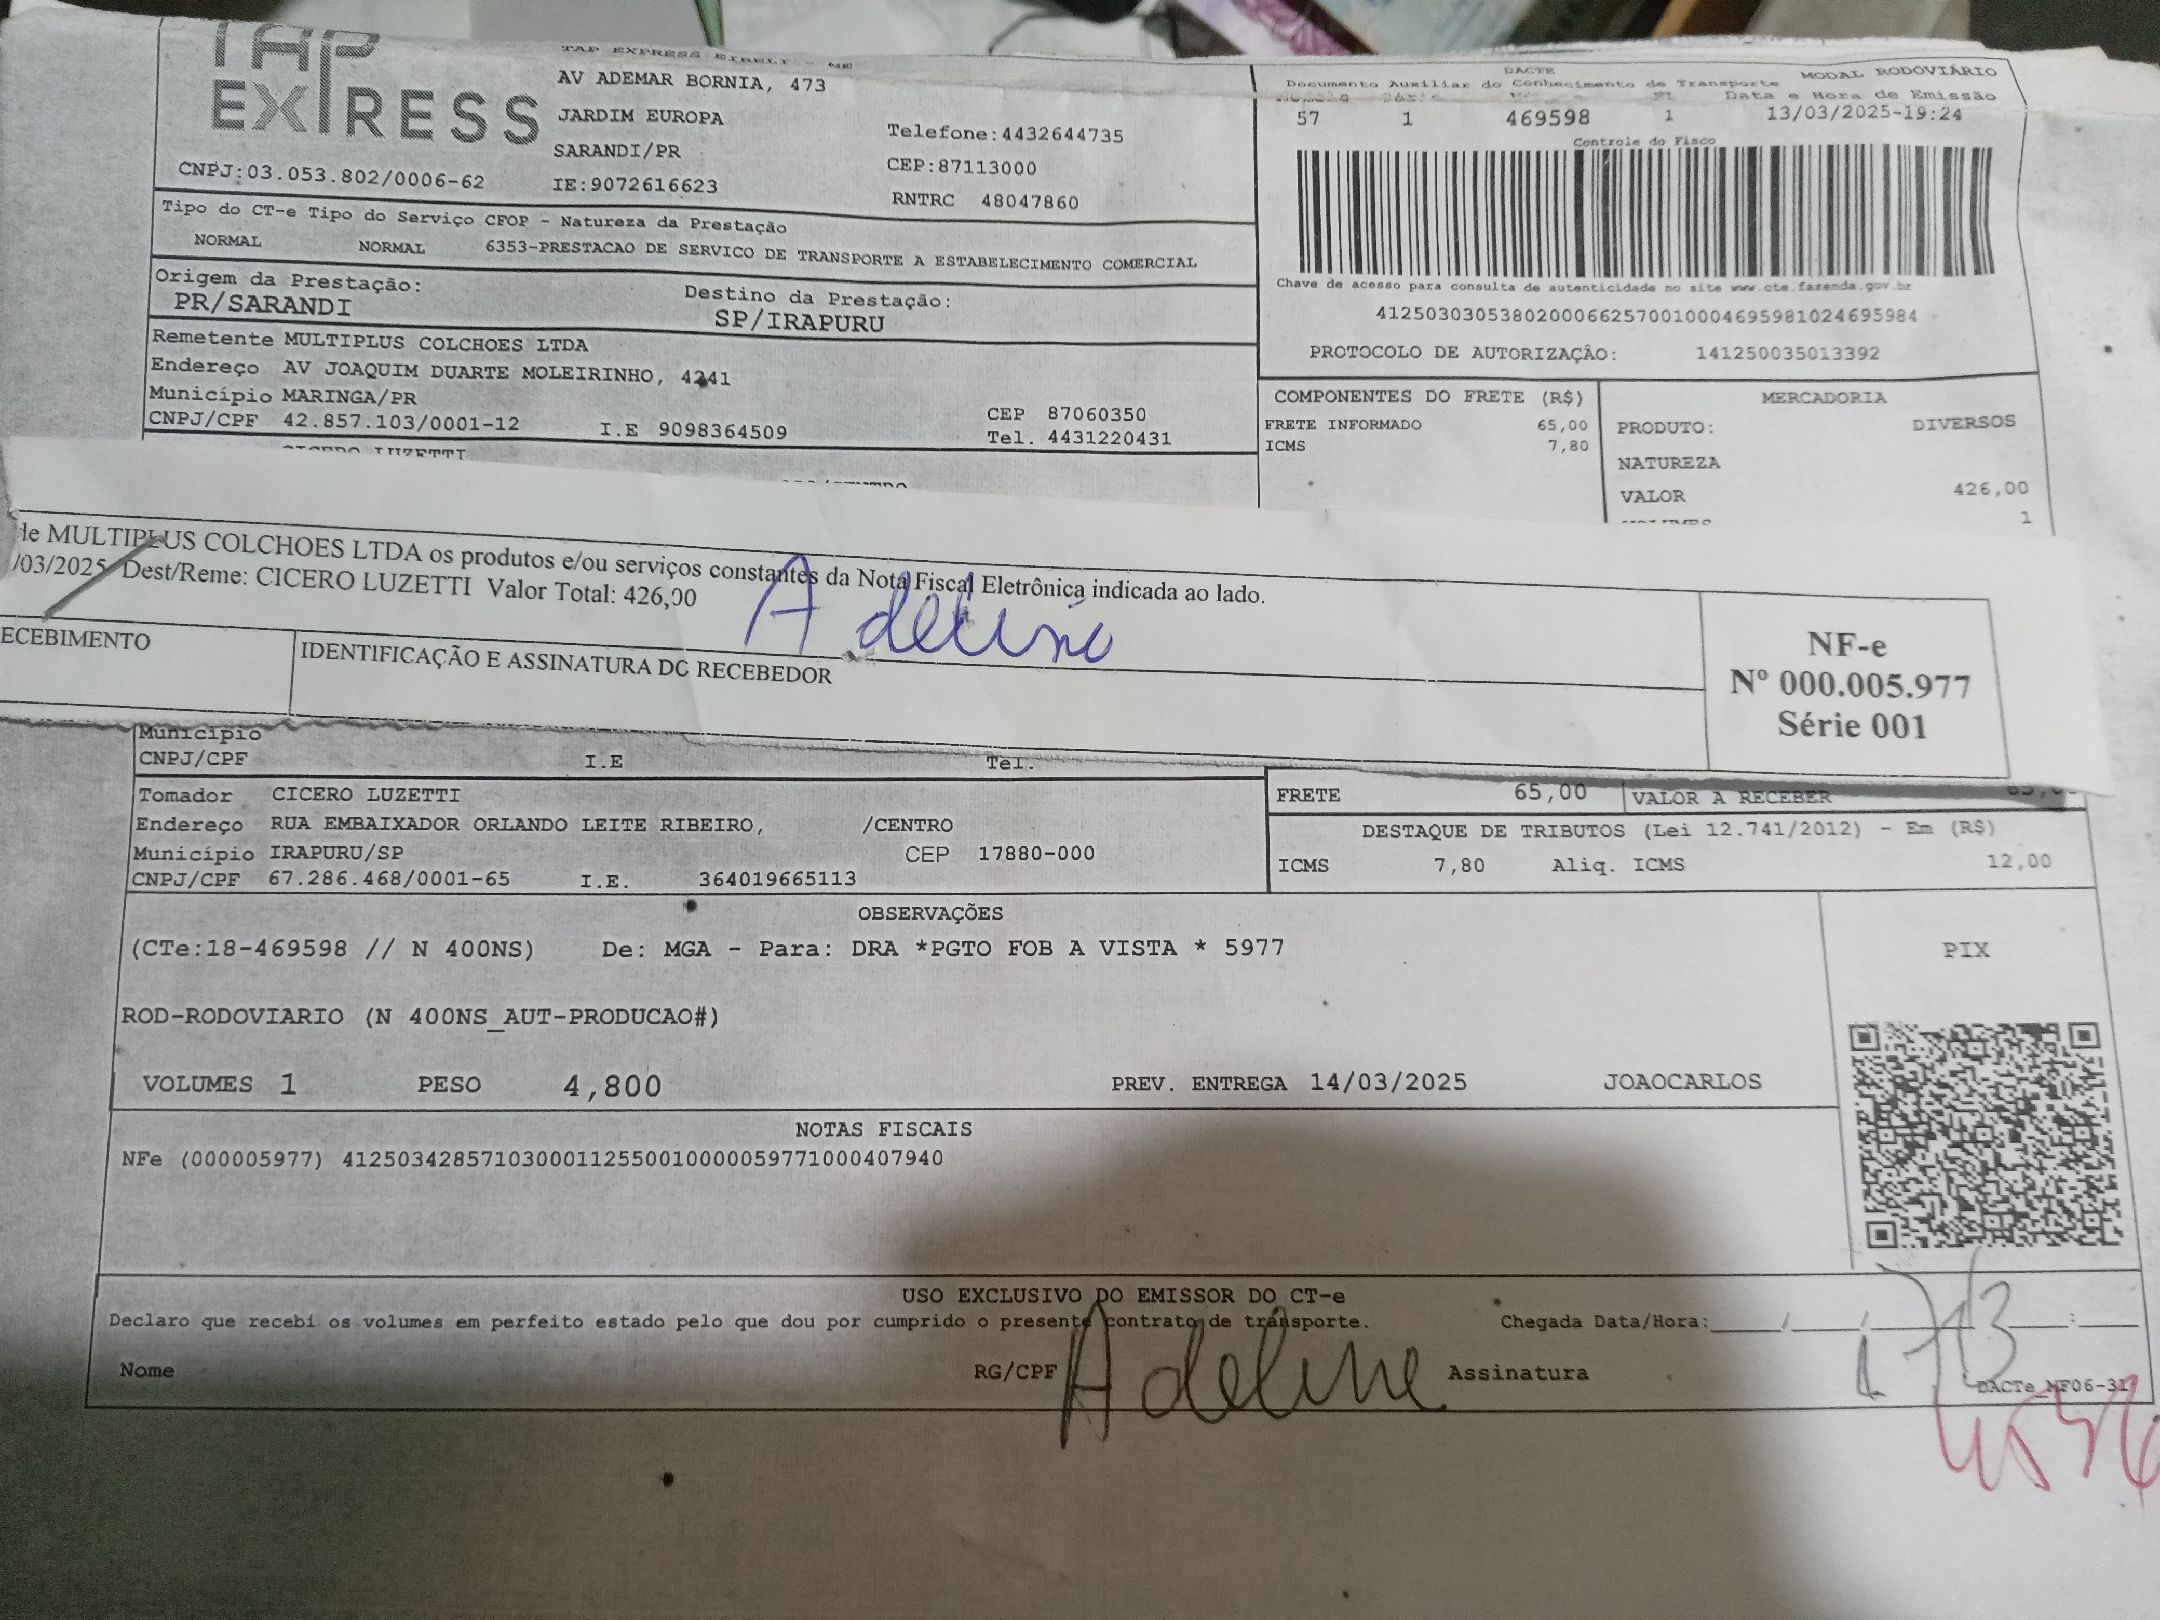 TAP EXPRESS
TAP EXPRESS EIRELI - ME
AV ADEMAR BORNIA, 473
JARDIM EUROPA
SARANDI/PR
IE:9072616623
Telefone:4432644735
CEP:87113000
RNTRC 48047860
CNPJ:03.053.802/0006-62
DACTE
MODAL RODOVIÁRIO
Documento Auxiliar do Conhecimento de Transporte
Data e Hora de Emissão
57 1 469598 1 13/03/2025-19:24
Controle do Fisco
Chave de acesso para consulta de autenticidade no site www.cte.fazenda.gov.br
41250303053802000662570010004695981024695984
PROTOCOLO DE AUTORIZAÇÃO: 141250035013392
Tipo do CT-e Tipo do Serviço CFOP - Natureza da Prestação
NORMAL NORMAL 6353-PRESTACAO DE SERVICO DE TRANSPORTE A ESTABELECIMENTO COMERCIAL
Origem da Prestação: Destino da Prestação:
PR/SARANDI SP/IRAPURU
Remetente MULTIPLUS COLCHOES LTDA
Endereço AV JOAQUIM DUARTE MOLEIRINHO, 4241
Município MARINGA/PR CEP 87060350
CNPJ/CPF 42.857.103/0001-12 I.E 9098364509 Tel. 4431220431
COMPONENTES DO FRETE (R$)
FRETE INFORMADO 65,00
ICMS 7,80
MERCADORIA
PRODUTO: DIVERSOS
NATUREZA
VALOR 426,00
1
CICERO LUZETTI
MULTIPLUS COLCHOES LTDA os produtos e/ou serviços constantes da Nota Fiscal Eletrônica indicada ao lado.
/03/2025 Dest/Reme: CICERO LUZETTI Valor Total: 426,00
Adelino
ECEBIMENTO
IDENTIFICAÇÃO E ASSINATURA DO RECEBEDOR
NF-e
Nº 000.005.977
Série 001
Município
CNPJ/CPF I.E Tel.
Tomador CICERO LUZETTI
Endereço RUA EMBAIXADOR ORLANDO LEITE RIBEIRO, /CENTRO
Município IRAPURU/SP CEP 17880-000
CNPJ/CPF 67.286.468/0001-65 I.E. 364019665113
FRETE 65,00 VALOR A RECEBER
DESTAQUE DE TRIBUTOS (Lei 12.741/2012) - Em (R$)
ICMS 7,80 Aliq. ICMS 12,00
OBSERVAÇÕES
(CTe:18-469598 // N 400NS) De: MGA - Para: DRA *PGTO FOB A VISTA * 5977
ROD-RODOVIARIO (N 400NS_AUT-PRODUCAO#)
PIX
VOLUMES 1 PESO 4,800 PREV. ENTREGA 14/03/2025 JOAOCARLOS
NOTAS FISCAIS
NFe (000005977) 41250342857103000112550010000059771000407940
USO EXCLUSIVO DO EMISSOR DO CT-e
Declaro que recebi os volumes em perfeito estado pelo que dou por cumprido o presente contrato de transporte. Chegada Data/Hora:____/____/____ ____:____
Nome RG/CPF Adeline Assinatura
DACTe_MF06-31